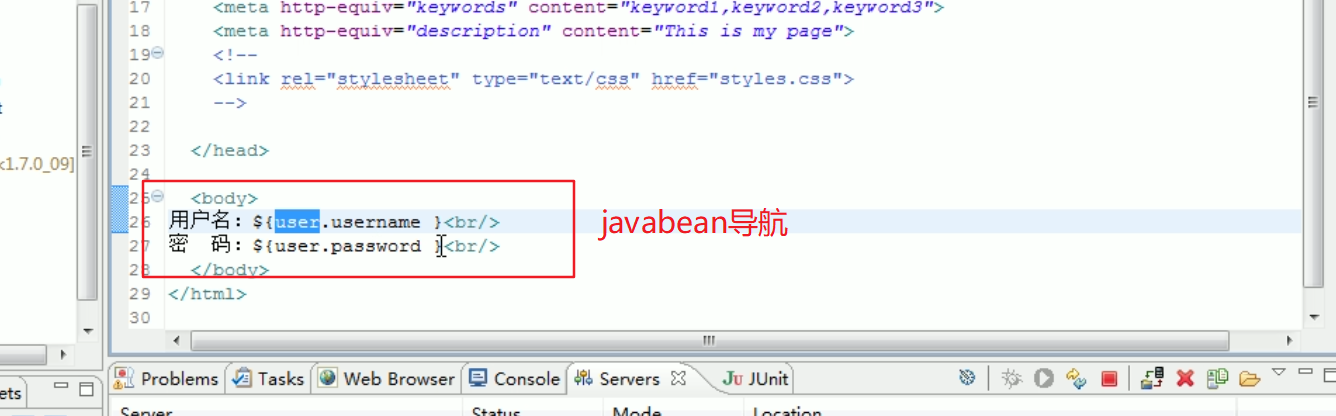 17 <meta http-equiv="keywords" content="keyword1,keyword2,keyword3">
18 <meta http-equiv="description" content="This is my page">
19 <!--
20 <link rel="stylesheet" type="text/css" href="styles.css">
21 -->
22
k1.7.0_09]
23 </head>
24
25 <body>
26 用户名：${user.username }<br/>
javabean导航
27 密  码：${user.password }<br/>
28 </body>
29 </html>
30
ets Problems Tasks Web Browser Console Servers JUnit
Server Status Mode Location